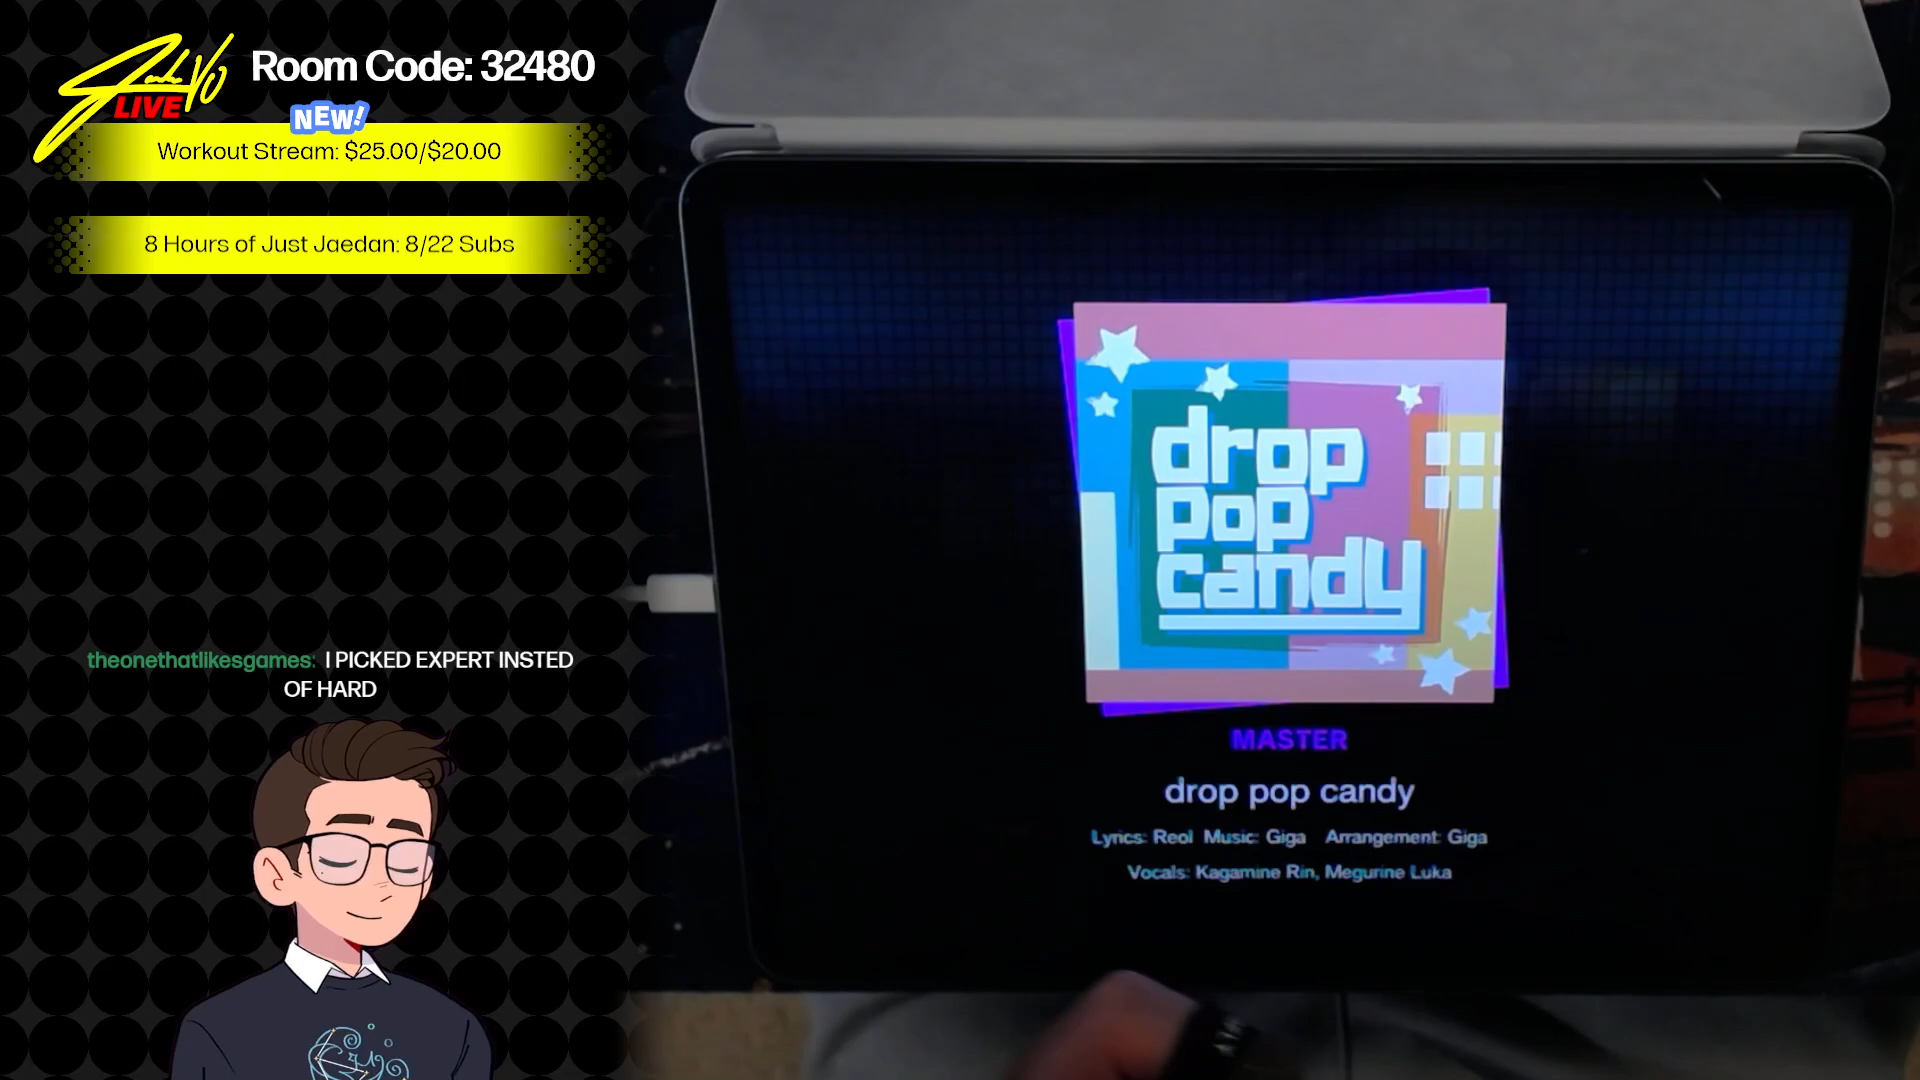 LIVE
Room Code: 32480
NEW!
Workout Stream: $25.00/$20.00
8 Hours of Just Jaedan: 8/22 Subs
theonethatlikesgames: I PICKED EXPERT INSTED
OF HARD
drop
pop
candy
MASTER
drop pop candy
Lyrics: Reol Music: Giga Arrangement: Giga
Vocals: Kagamine Rin, Megurine Luka